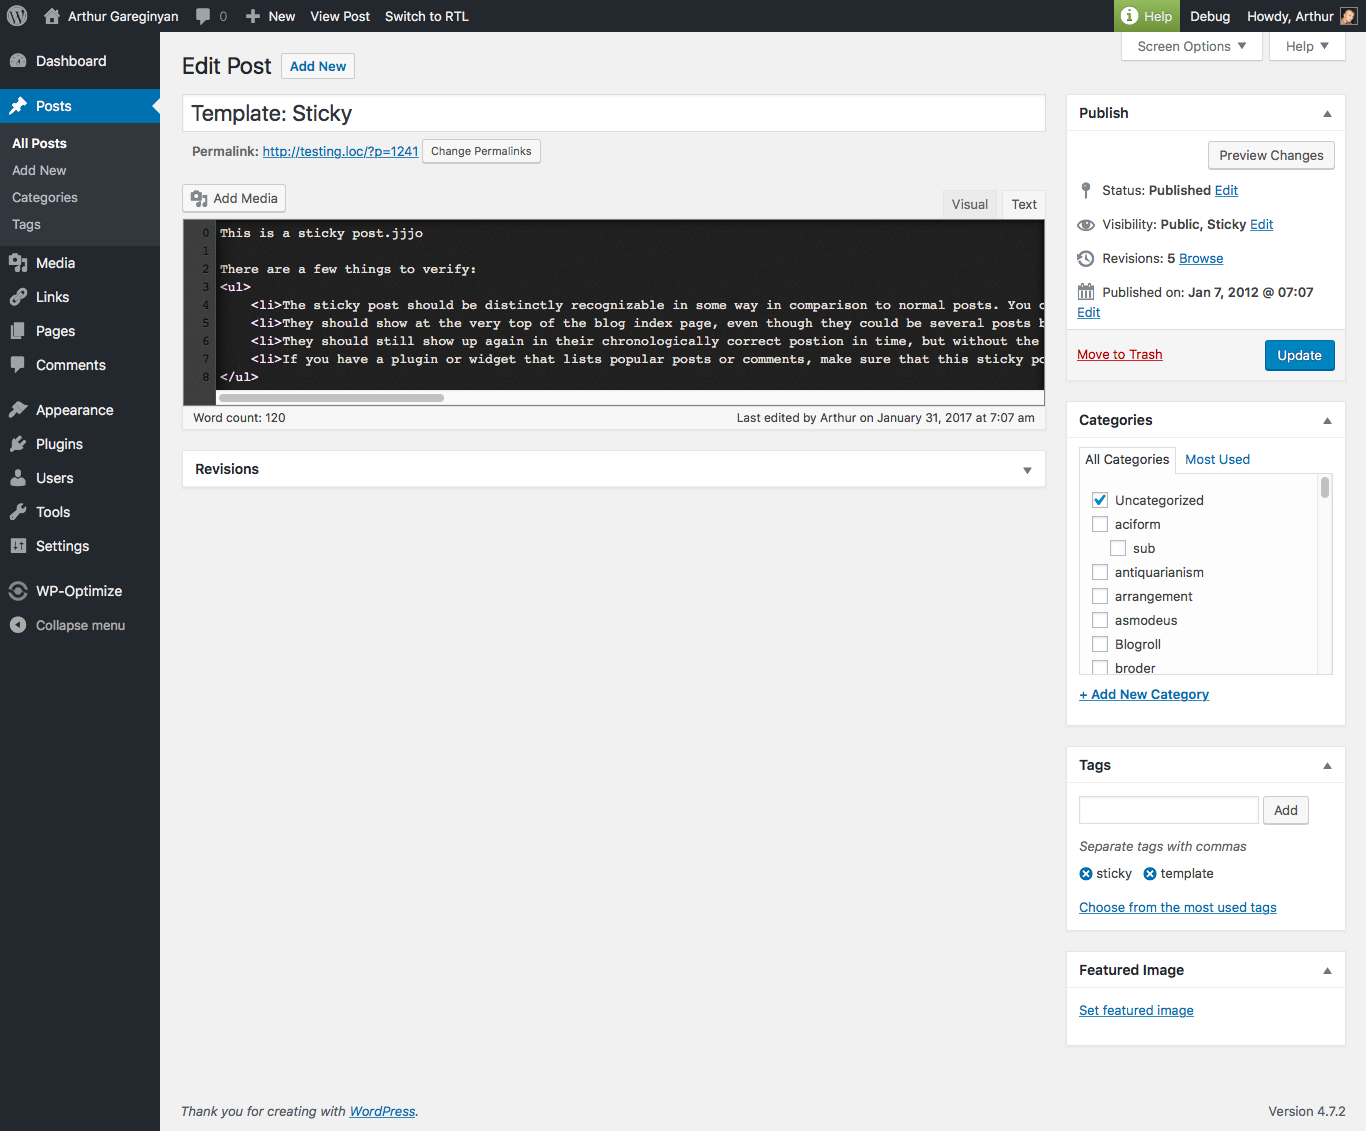 Arthur Gareginyan 0 New View Post Switch to RTL Help Debug Howdy, Arthur
Screen Options Help
Dashboard
Posts
All Posts
Add New
Categories
Tags
Media
Links
Pages
Comments
Appearance
Plugins
Users
Tools
Settings
WP-Optimize
Collapse menu
Edit Post Add New
Template: Sticky
Permalink: http://testing.loc/?p=1241 Change Permalinks
Add Media
Visual Text
0 This is a sticky post.jjjo
1
2 There are a few things to verify:
3 <ul>
4 <li>The sticky post should be distinctly recognizable in some way in comparison to normal posts. You
5 <li>They should show at the very top of the blog index page, even though they could be several posts
6 <li>They should still show up again in their chronologically correct postion in time, but without the
7 <li>If you have a plugin or widget that lists popular posts or comments, make sure that this sticky
8 </ul>
Word count: 120 Last edited by Arthur on January 31, 2017 at 7:07 am
Revisions
Publish
Preview Changes
Status: Published Edit
Visibility: Public, Sticky Edit
Revisions: 5 Browse
Published on: Jan 7, 2012 @ 07:07
Edit
Move to Trash Update
Categories
All Categories Most Used
Uncategorized
aciform
sub
antiquarianism
arrangement
asmodeus
Blogroll
broder
+ Add New Category
Tags
Add
Separate tags with commas
sticky template
Choose from the most used tags
Featured Image
Set featured image
Thank you for creating with WordPress. Version 4.7.2